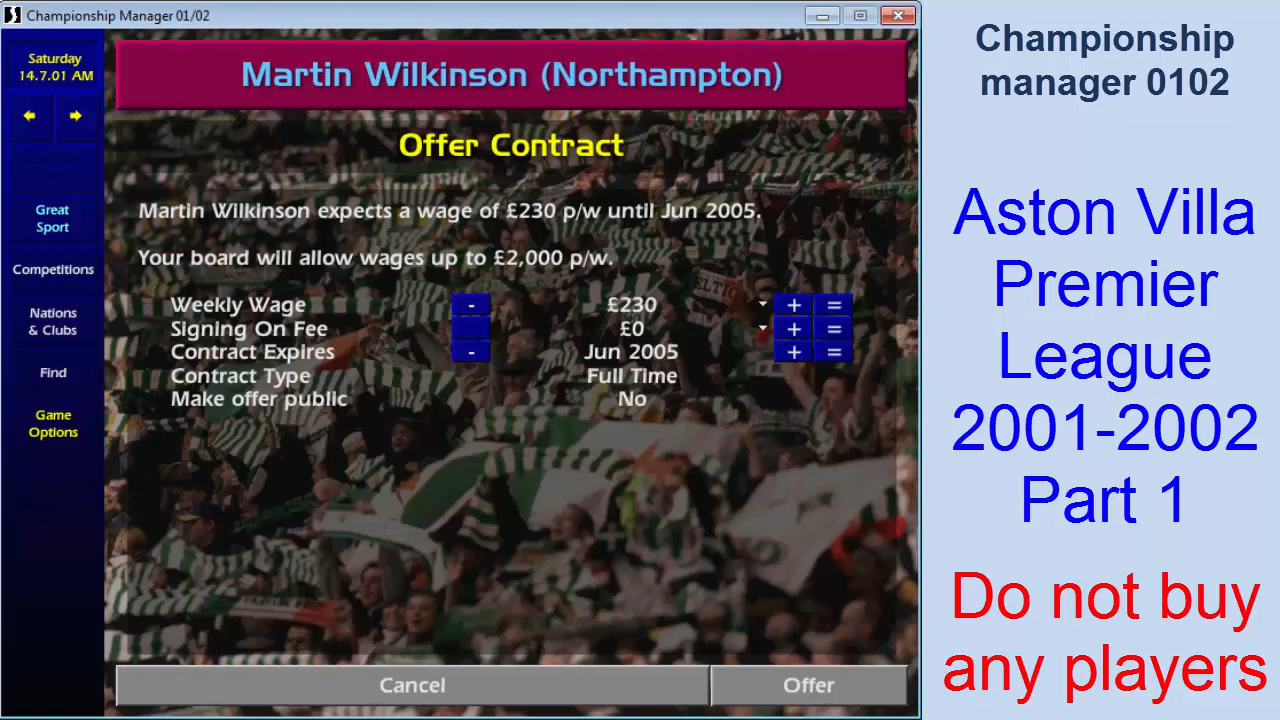 Championship Manager 01/02
Saturday
14.7.01 AM
Great
Sport
Competitions
Nations
& Clubs
Find
Game
Options
Martin Wilkinson (Northampton)
Offer Contract
Martin Wilkinson expects a wage of £230 p/w until Jun 2005.
Your board will allow wages up to £2,000 p/w.
Weekly Wage - £230 + =
Signing On Fee £0 + =
Contract Expires - Jun 2005 + =
Contract Type Full Time
Make offer public No
Cancel Offer
Championship
manager 0102
Aston Villa
Premier
League
2001-2002
Part 1
Do not buy
any players